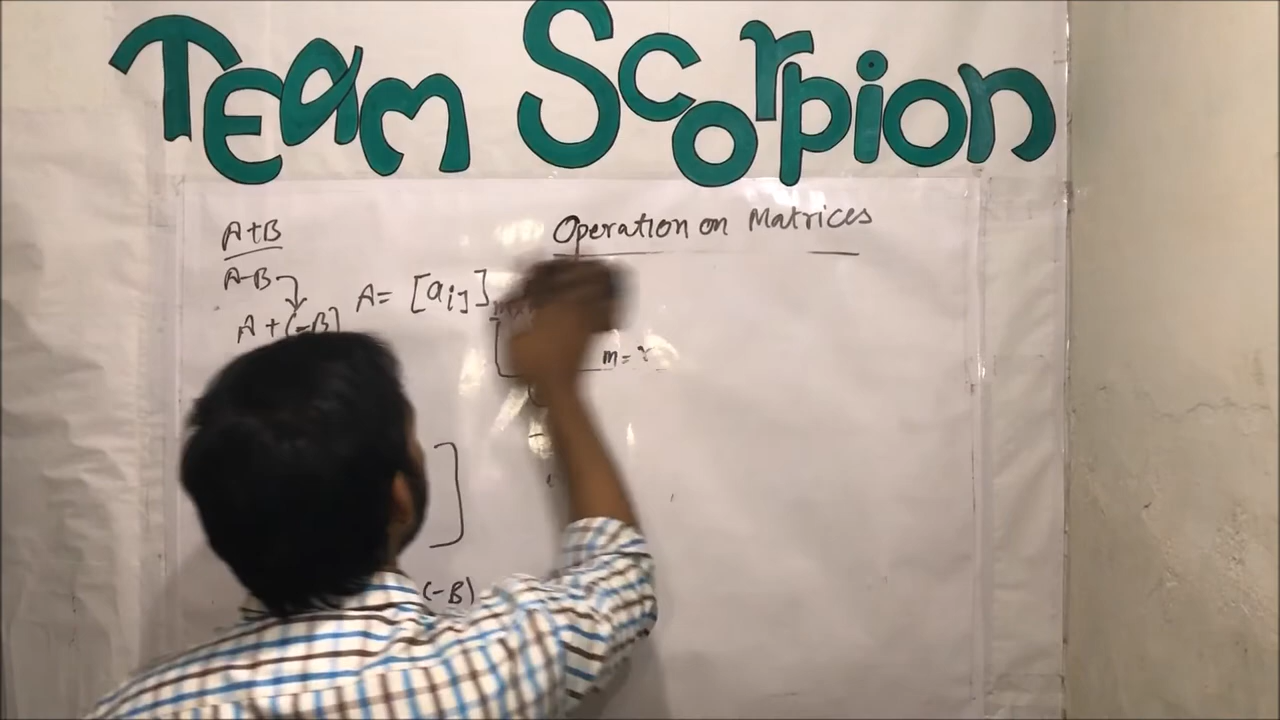 TEam Scorpion
A+B
Operation on Matrices
A-B
A = [aij]
A + (-B)
m = r
(-B)